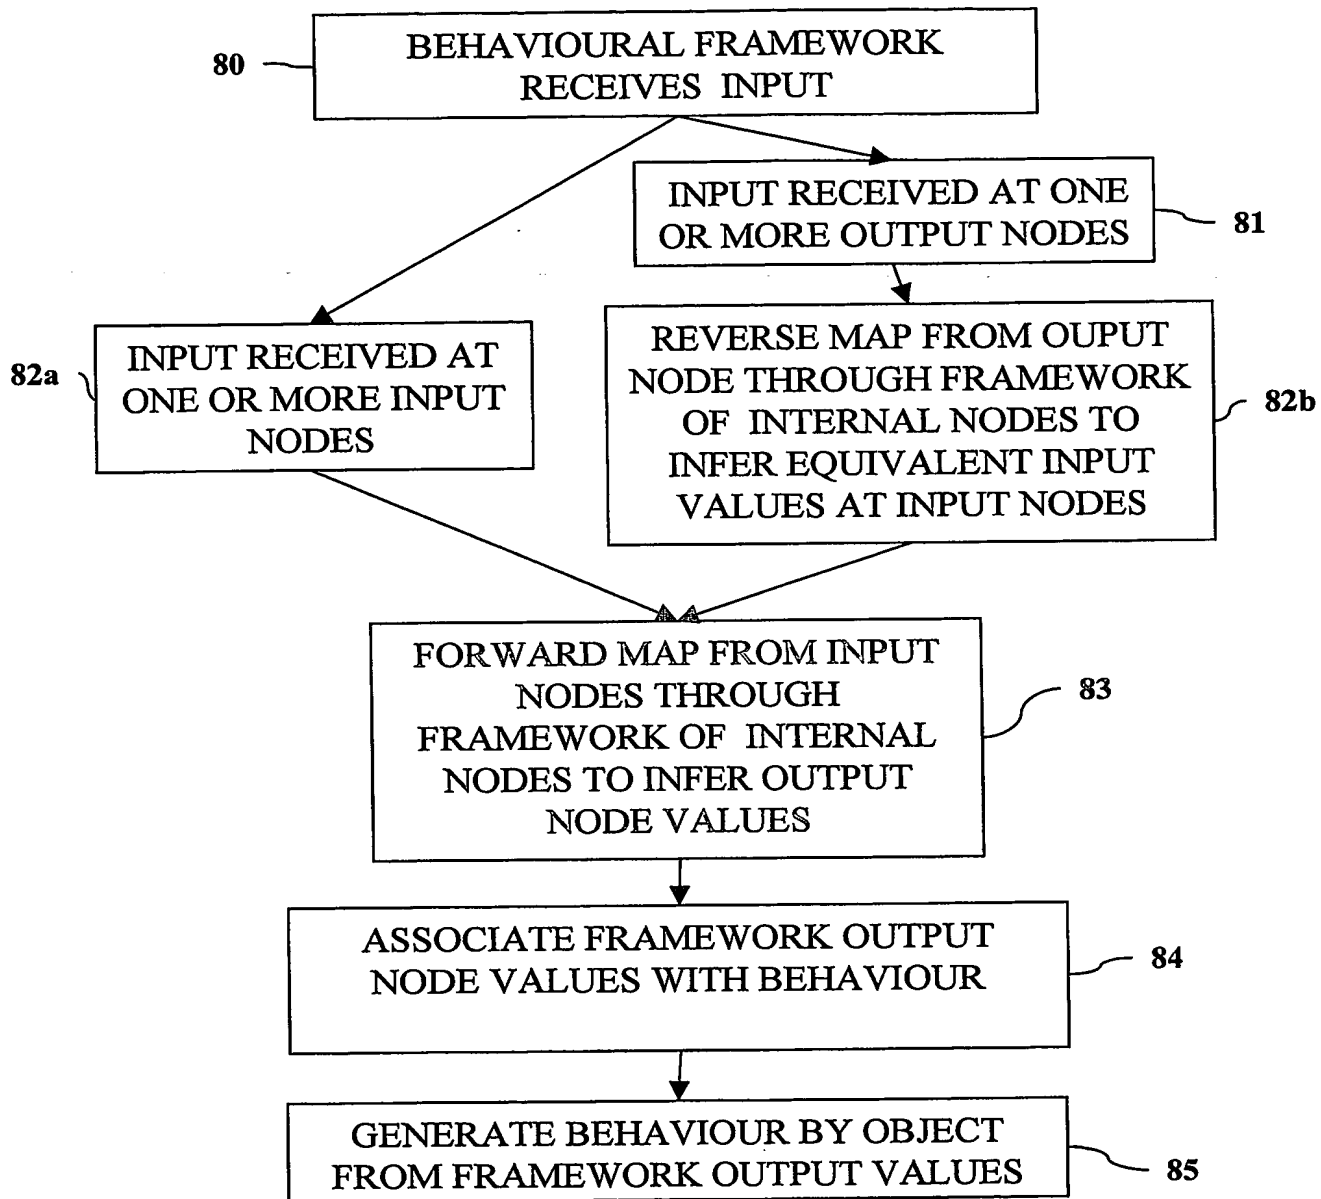 80
BEHAVIOURAL FRAMEWORK
RECEIVES INPUT
INPUT RECEIVED AT ONE
OR MORE OUTPUT NODES
81
82a
INPUT RECEIVED AT
ONE OR MORE INPUT
NODES
REVERSE MAP FROM OUPUT
NODE THROUGH FRAMEWORK
OF INTERNAL NODES TO
INFER EQUIVALENT INPUT
VALUES AT INPUT NODES
82b
FORWARD MAP FROM INPUT
NODES THROUGH
FRAMEWORK OF INTERNAL
NODES TO INFER OUTPUT
NODE VALUES
83
ASSOCIATE FRAMEWORK OUTPUT
NODE VALUES WITH BEHAVIOUR
84
GENERATE BEHAVIOUR BY OBJECT
FROM FRAMEWORK OUTPUT VALUES
85